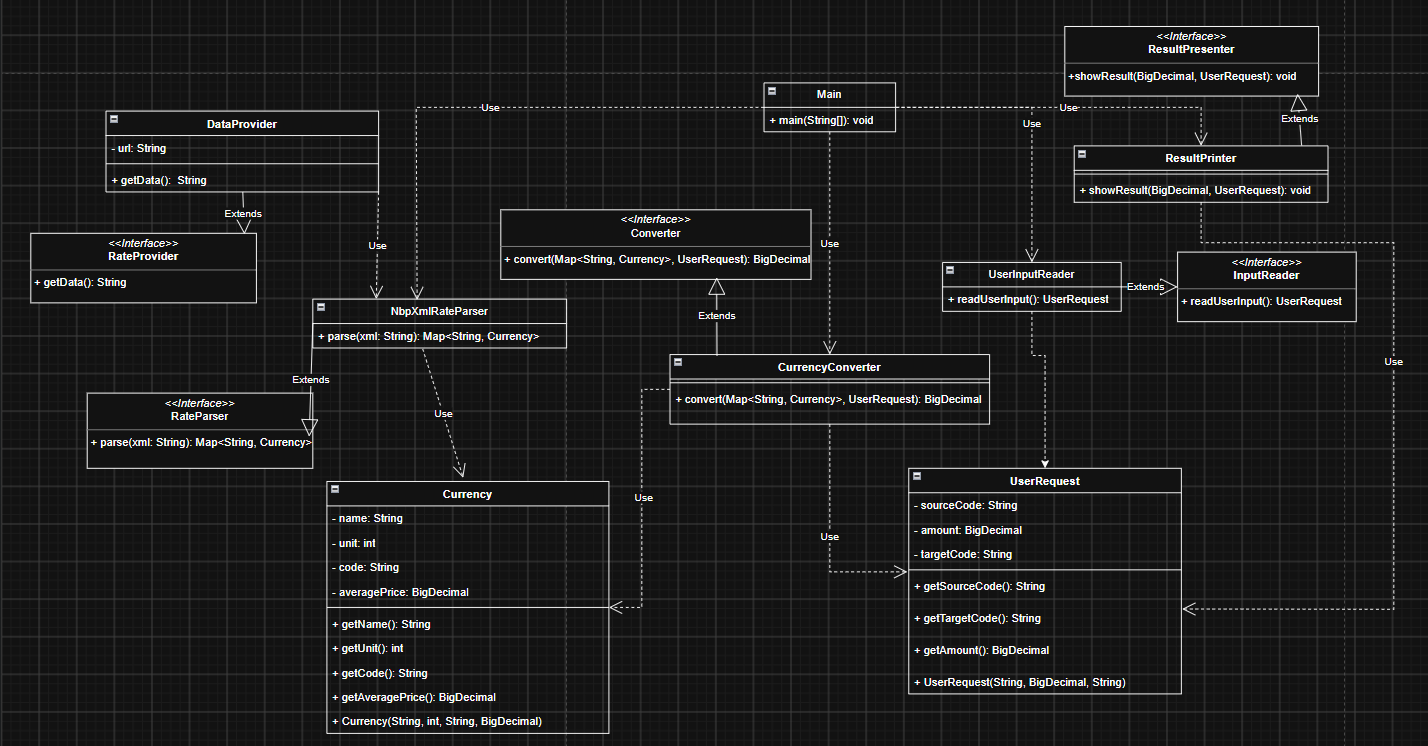 <<Interface>>
ResultPresenter
+showResult(BigDecimal, UserRequest): void
Main
+ main(String[]): void
Use
Use
Use
Extends
DataProvider
- url: String
+ getData():  String
ResultPrinter
+ showResult(BigDecimal, UserRequest): void
Extends
<<Interface>>
RateProvider
+ getData(): String
Use
<<Interface>>
Converter
+ convert(Map<String, Currency>, UserRequest): BigDecimal
Use
UserInputReader
+ readUserInput(): UserRequest
Extends
<<Interface>>
InputReader
+ readUserInput(): UserRequest
NbpXmlRateParser
+ parse(xml: String): Map<String, Currency>
Extends
Extends
Use
CurrencyConverter
+ convert(Map<String, Currency>, UserRequest): BigDecimal
<<Interface>>
RateParser
+ parse(xml: String): Map<String, Currency>
Use
Use
Use
Currency
- name: String
- unit: int
- code: String
- averagePrice: BigDecimal
+ getName(): String
+ getUnit(): int
+ getCode(): String
+ getAveragePrice(): BigDecimal
+ Currency(String, int, String, BigDecimal)
UserRequest
- sourceCode: String
- amount: BigDecimal
- targetCode: String
+ getSourceCode(): String
+ getTargetCode(): String
+ getAmount(): BigDecimal
+ UserRequest(String, BigDecimal, String)